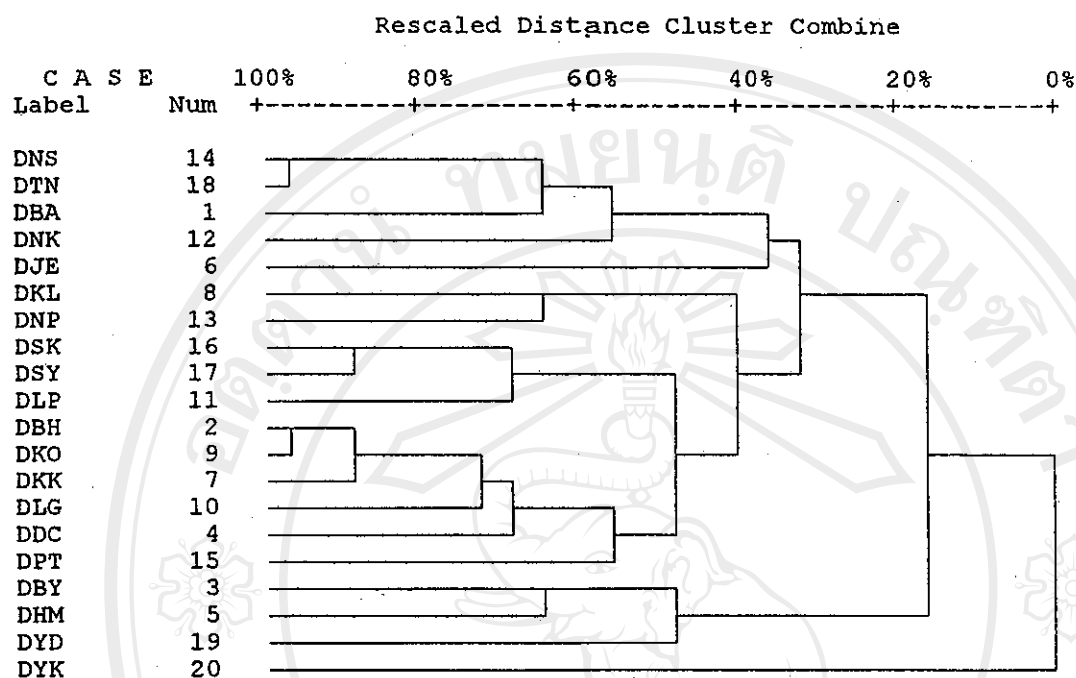 Rescaled Distance Cluster Combine
C A S E 100% 80% 60% 40% 20% 0%
Label Num +---------+---------+---------+---------+---------+
DNS 14
DTN 18
DBA 1
DNK 12
DJE 6
DKL 8
DNP 13
DSK 16
DSY 17
DLP 11
DBH 2
DKO 9
DKK 7
DLG 10
DDC 4
DPT 15
DBY 3
DHM 5
DYD 19
DYK 20